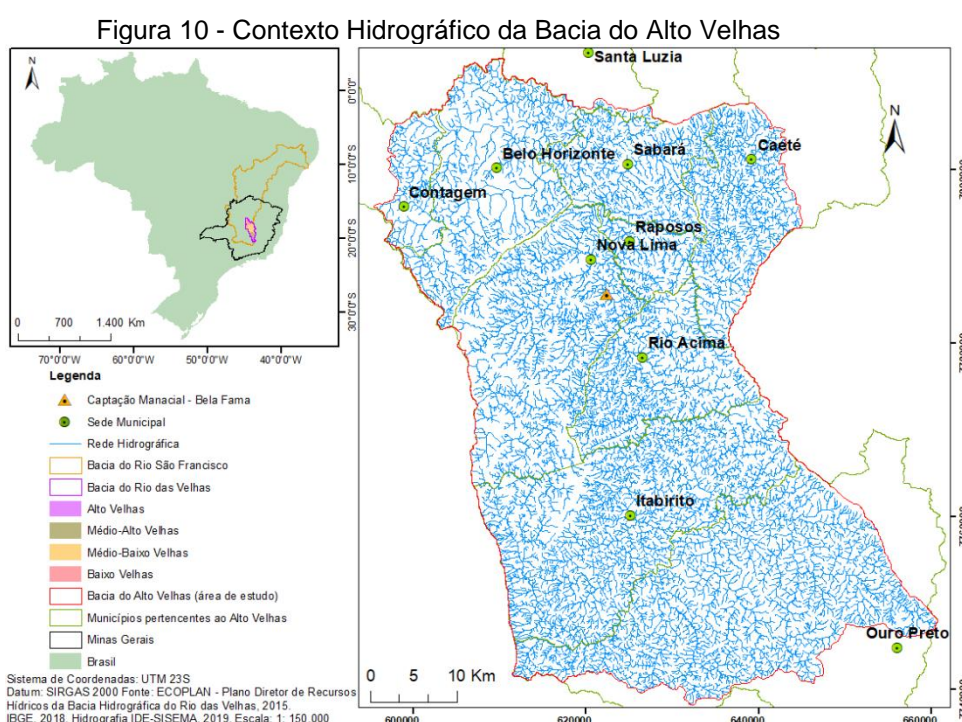 Figura 10 - Contexto Hidrográfico da Bacia do Alto Velhas
N
0°0'0"
10°0'0"S
20°0'0"S
30°0'0"S
0 700 1.400 Km
70°0'0"W 60°0'0"W 50°0'0"W 40°0'0"W
Legenda
Captação Manacial - Bela Fama
Sede Municipal
Rede Hidrográfica
Bacia do Rio São Francisco
Bacia do Rio das Velhas
Alto Velhas
Médio-Alto Velhas
Médio-Baixo Velhas
Baixo Velhas
Bacia do Alto Velhas (área de estudo)
Municípios pertencentes ao Alto Velhas
Minas Gerais
Brasil
Sistema de Coordenadas: UTM 23S
Datum: SIRGAS 2000 Fonte: ECOPLAN - Plano Diretor de Recursos
Hídricos da Bacia Hidrográfica do Rio das Velhas, 2015.
IBGE, 2018. Hidrografia IDE-SISEMA, 2019. Escala: 1: 150.000
Santa Luzia
N
Belo Horizonte
Sabará
Caeté
Contagem
Raposos
Nova Lima
Rio Acima
Itabirito
Ouro Preto
0 5 10 Km
600000 620000 640000 660000
7760000